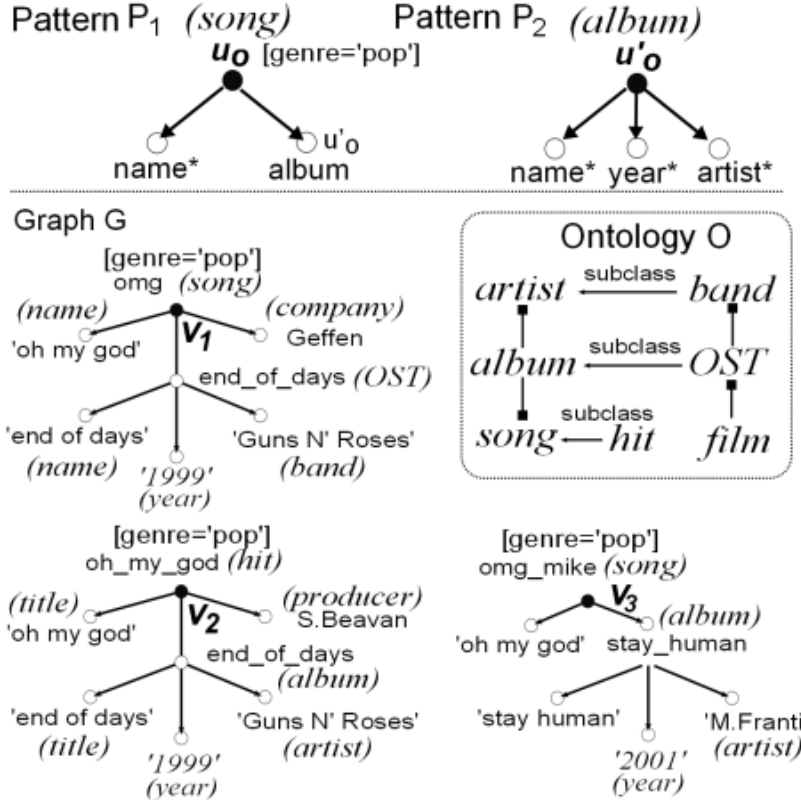 Pattern P₁ (song)
u₀ [genre='pop']
name*
u'₀
album
Pattern P₂ (album)
u'₀
name* year* artist*
Graph G
[genre='pop']
omg (song)
(name) (company)
'oh my god' V₁ Geffen
end_of_days (OST)
'end of days' 'Guns N' Roses'
(name) '1999' (band)
(year)
Ontology O
artist subclass band
album subclass OST
song subclass hit film
[genre='pop']
oh_my_god (hit)
(title) (producer)
'oh my god' V₂ S.Beavan
end_of_days
(album)
'end of days' 'Guns N' Roses'
(title) '1999' (artist)
(year)
[genre='pop']
omg_mike (song)
V₃ (album)
'oh my god' stay_human
'stay human' 'M.Franti
'2001' (artist)
(year)